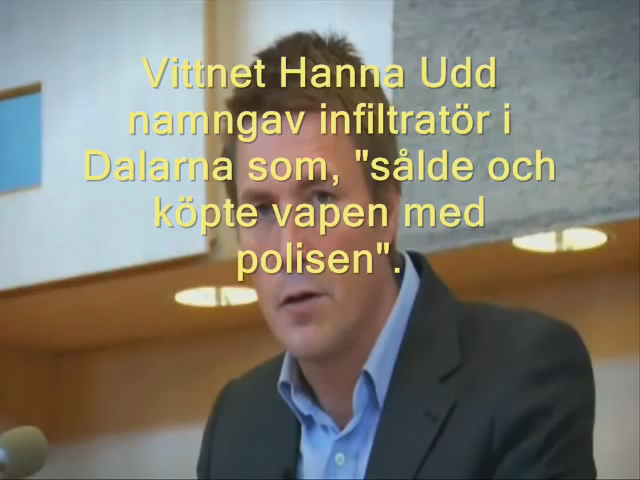 Vittnet Hanna Udd
namngav infiltratör i
Dalarna som, "sålde och
köpte vapen med
polisen".